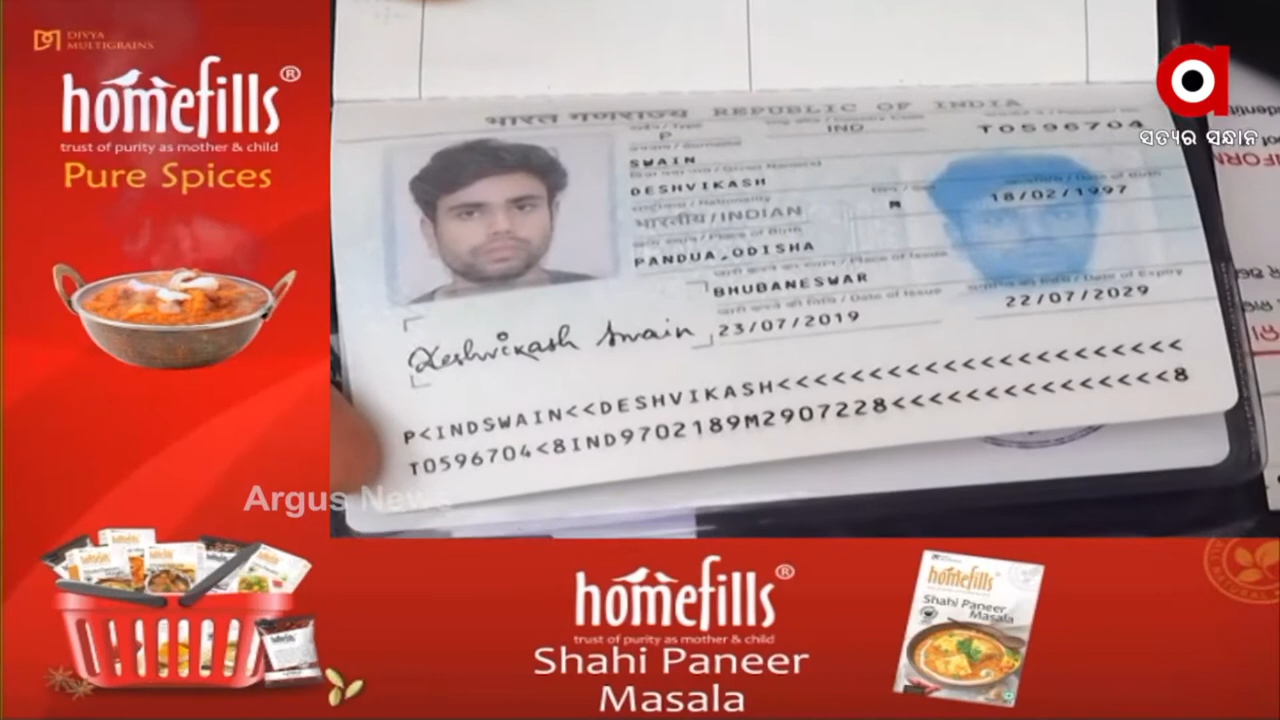 DIVYA
MULTIGRAINS
homefills®
trust of purity as mother & child
Pure Spices
भारत गणराज्य REPUBLIC OF INDIA
P
IND
T0596704
SWAIN
DESHVIKASH
भारतीय/INDIAN
M
18/02/1997
PANDUA,ODISHA
BHUBANESWAR
23/07/2019
22/07/2029
Deshvikash Swain
P<INDSWAIN<<DESHVIKASH<<<<<<<<<<<<<<<<<<<<<<
T0596704<8IND9702189M2907228<<<<<<<<<<<<<<<8
ସତ୍ୟର ସନ୍ଧାନ
Argus News
homefills®
trust of purity as mother & child
Shahi Paneer
Masala
homefills
Shahi Paneer
Masala
homefills